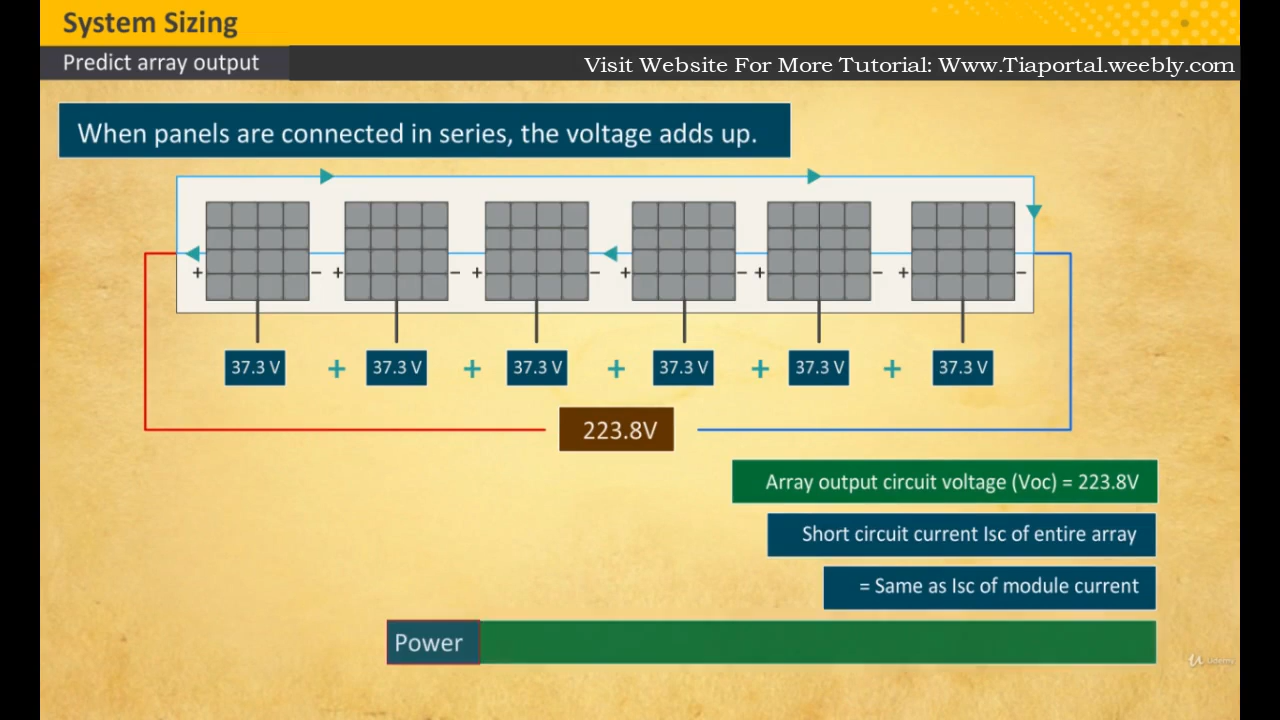 System Sizing
Predict array output
Visit Website For More Tutorial: Www.Tiaportal.weebly.com
When panels are connected in series, the voltage adds up.
+ − + − + − + − + − + −
37.3 V + 37.3 V + 37.3 V + 37.3 V + 37.3 V + 37.3 V
223.8V
Array output circuit voltage (Voc) = 223.8V
Short circuit current Isc of entire array
= Same as Isc of module current
Power
Udemy